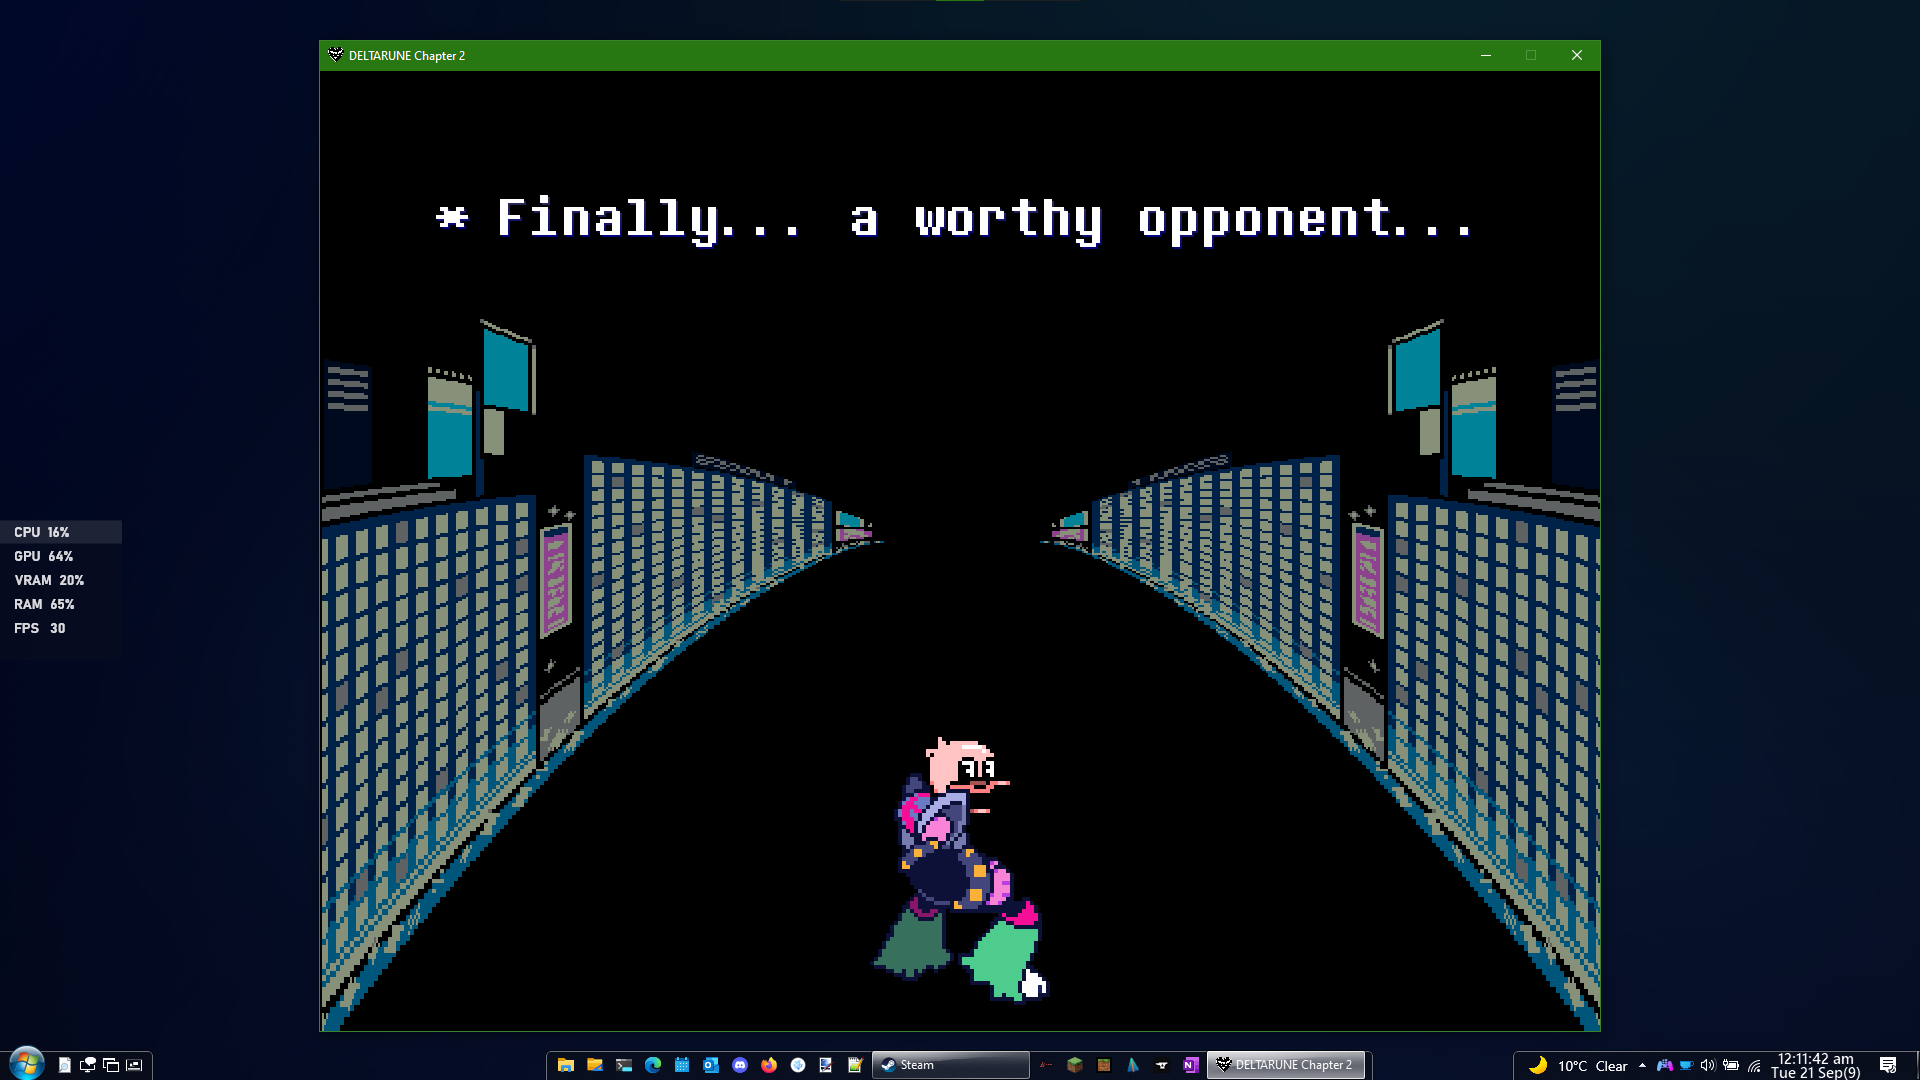 DELTARUNE Chapter 2
* Finally... a worthy opponent...
CPU 16%
GPU 64%
VRAM 20%
RAM 65%
FPS 30
Steam
DELTARUNE Chapter 2
10°C Clear
12:11:42 am
Tue 21 Sep(9)